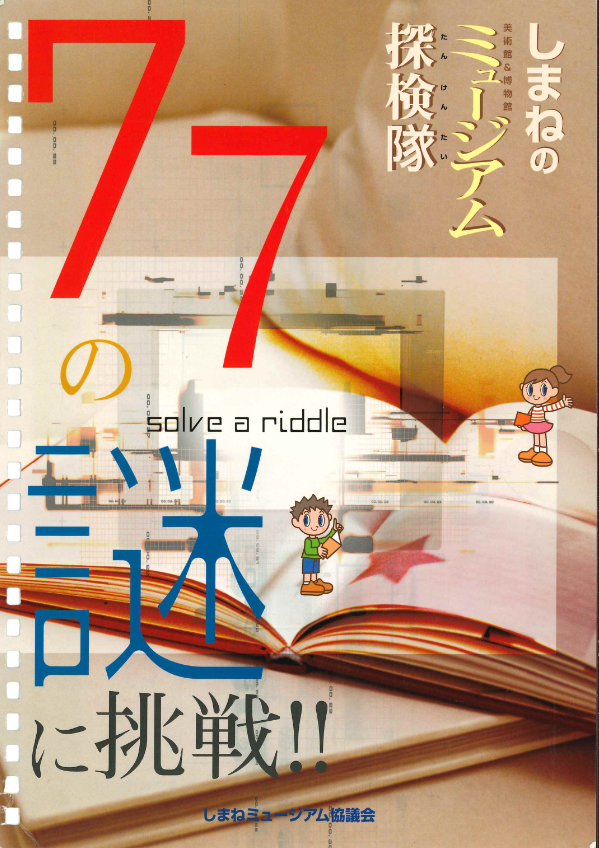 しまねの
ミュージアム
美術館&博物館
探検隊
たんけんたい
77
の
solve a riddle
謎
に挑戦!!
しまねミュージアム協議会